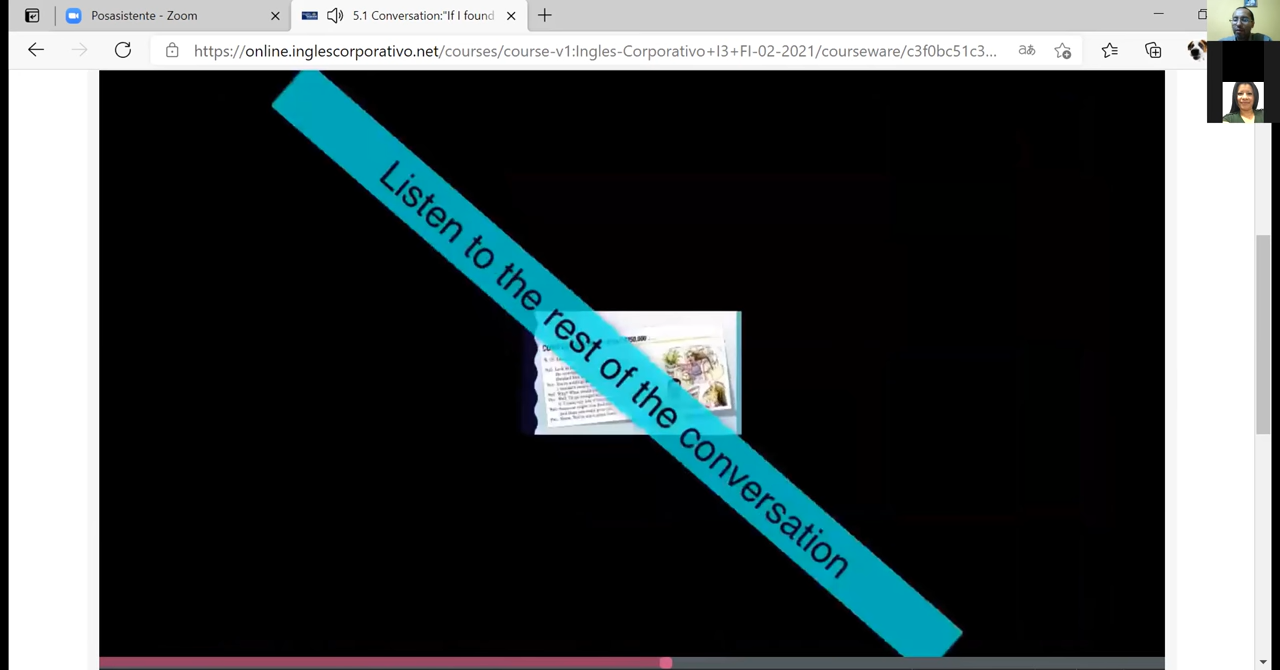 Posasistente - Zoom
5.1 Conversation:"If I found
https://online.inglescorporativo.net/courses/course-v1:Ingles-Corporativo+I3+FI-02-2021/courseware/c3f0bc51c3...
Listen to the rest of the conversation